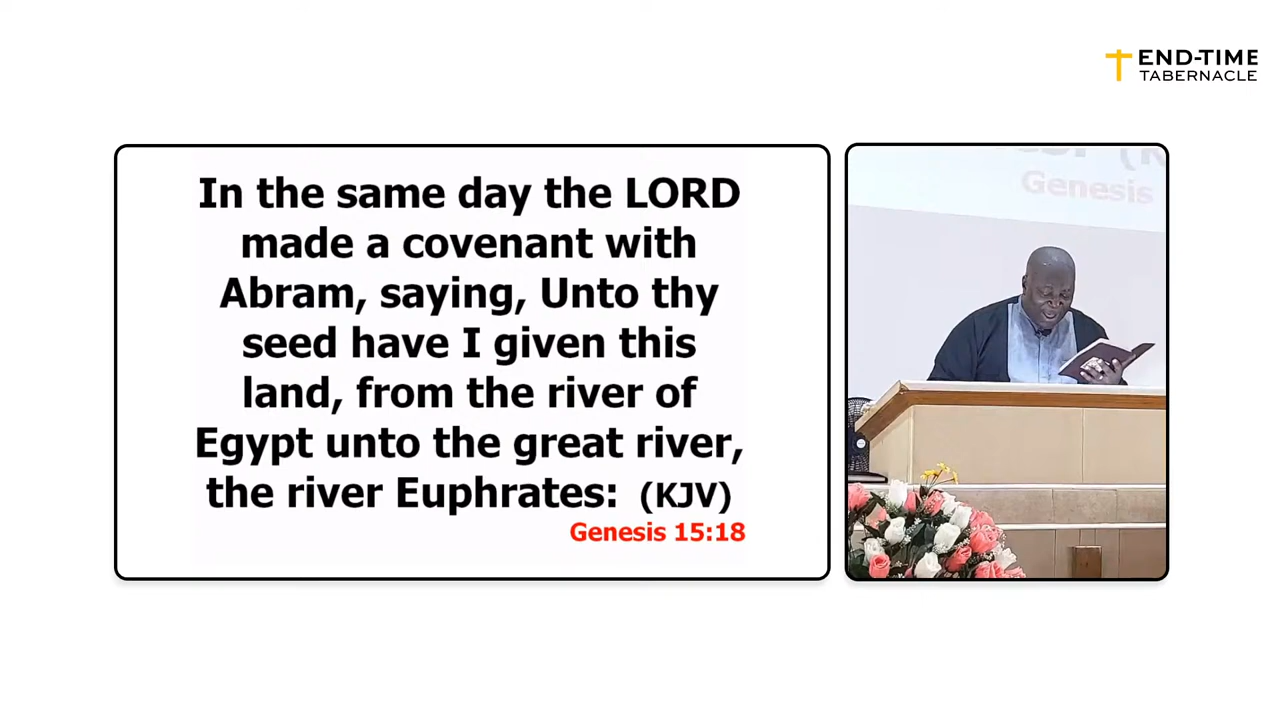 END-TIME
TABERNACLE
In the same day the LORD
made a covenant with
Abram, saying, Unto thy
seed have I given this
land, from the river of
Egypt unto the great river,
the river Euphrates: (KJV)
Genesis 15:18
Genesis